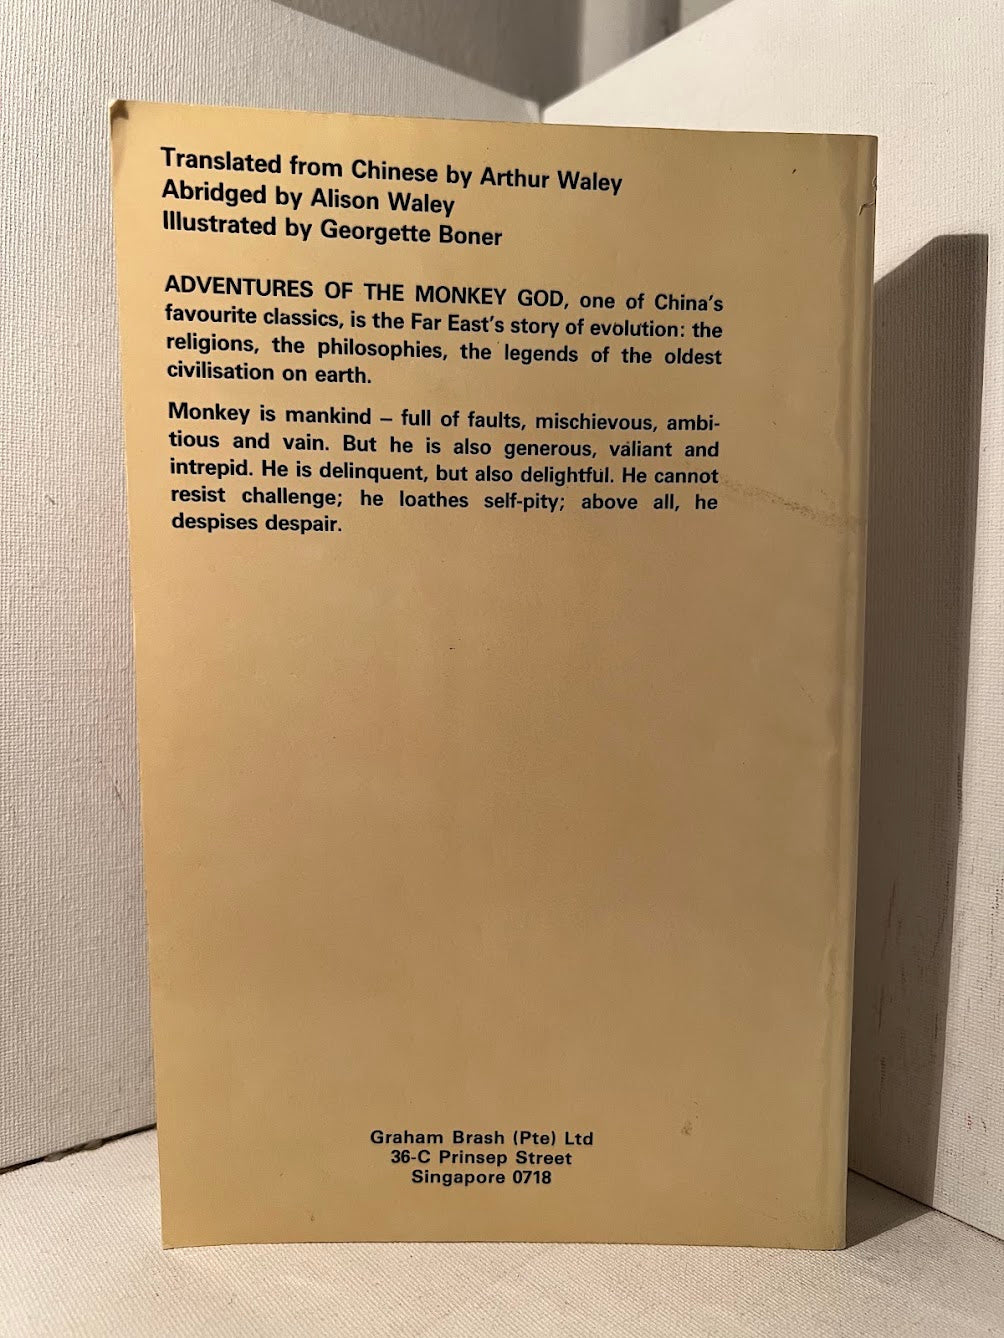 Translated from Chinese by Arthur Waley
Abridged by Alison Waley
Illustrated by Georgette Boner
ADVENTURES OF THE MONKEY GOD, one of China's
favourite classics, is the Far East's story of evolution: the
religions, the philosophies, the legends of the oldest
civilisation on earth.
Monkey is mankind – full of faults, mischievous, ambi-
tious and vain. But he is also generous, valiant and
intrepid. He is delinquent, but also delightful. He cannot
resist challenge; he loathes self-pity; above all, he
despises despair.
Graham Brash (Pte) Ltd
36-C Prinsep Street
Singapore 0718